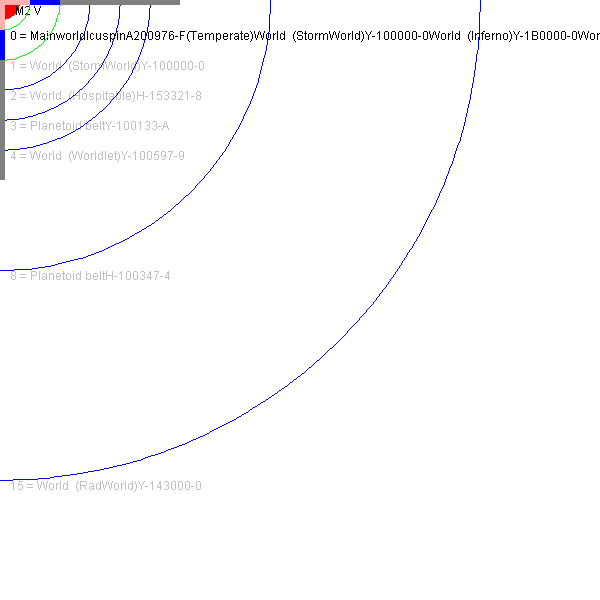 M2 V
0 = MainworldIcuspinA200976-F(Temperate)World  (StormWorld)Y-100000-0World  (Inferno)Y-1B0000-0Wor
1 = World  (StormWorld)Y-100000-0
2 = World  (Hospitable)H-153321-8
3 = Planetoid beltY-100133-A
4 = World  (Worldlet)Y-100597-9
8 = Planetoid beltH-100347-4
15 = World  (RadWorld)Y-143000-0